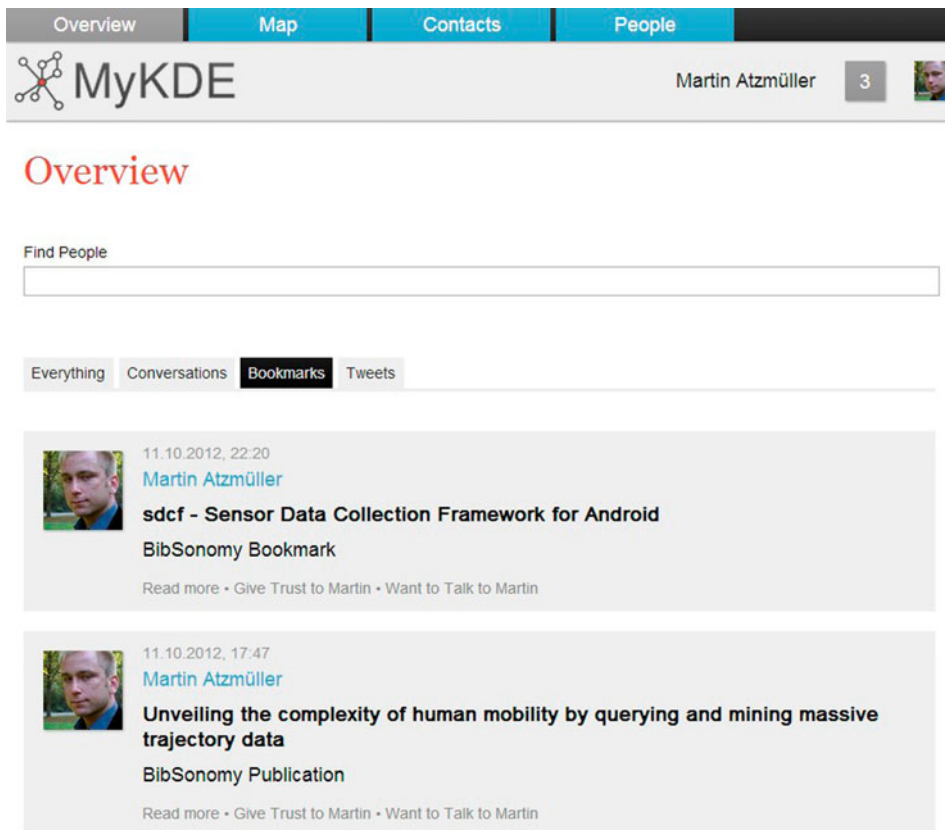 Overview Map Contacts People
MyKDE Martin Atzmüller 3
Overview
Find People
Everything Conversations Bookmarks Tweets
11.10.2012, 22:20
Martin Atzmüller
sdcf - Sensor Data Collection Framework for Android
BibSonomy Bookmark
Read more • Give Trust to Martin • Want to Talk to Martin
11.10.2012, 17:47
Martin Atzmüller
Unveiling the complexity of human mobility by querying and mining massive
trajectory data
BibSonomy Publication
Read more • Give Trust to Martin • Want to Talk to Martin